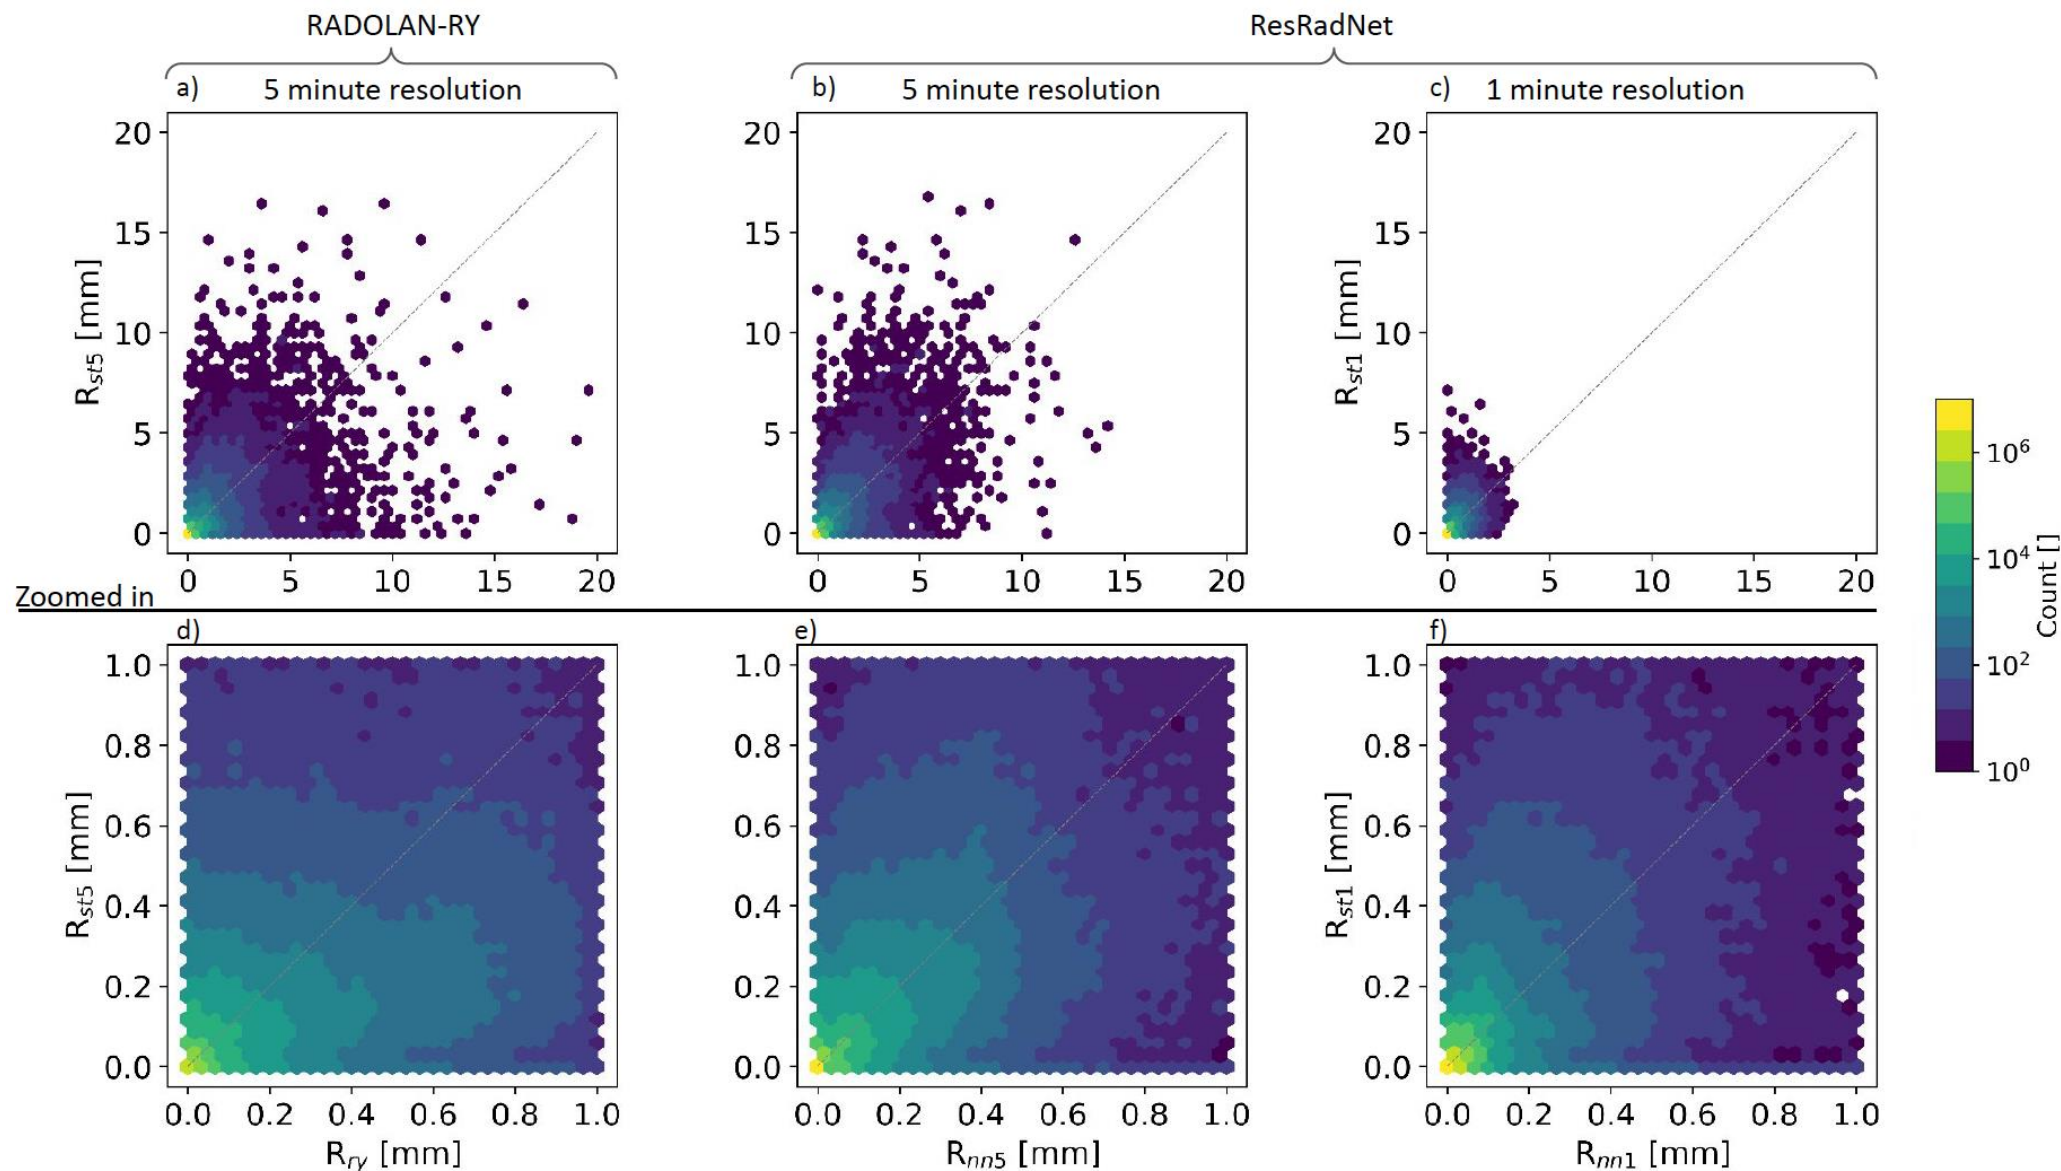 RADOLAN-RY
ResRadNet
a) 5 minute resolution
b) 5 minute resolution
c) 1 minute resolution
R_st5 [mm]
20
15
10
5
0
0 5 10 15 20
20
15
10
5
0
0 5 10 15 20
R_st1 [mm]
20
15
10
5
0
0 5 10 15 20
Zoomed in
d)
R_st5 [mm]
1.0
0.8
0.6
0.4
0.2
0.0
0.0 0.2 0.4 0.6 0.8 1.0
R_ry [mm]
e)
1.0
0.8
0.6
0.4
0.2
0.0
0.0 0.2 0.4 0.6 0.8 1.0
R_nn5 [mm]
f)
R_st1 [mm]
1.0
0.8
0.6
0.4
0.2
0.0
0.0 0.2 0.4 0.6 0.8 1.0
R_nn1 [mm]
10^6
10^4
10^2
10^0
Count []